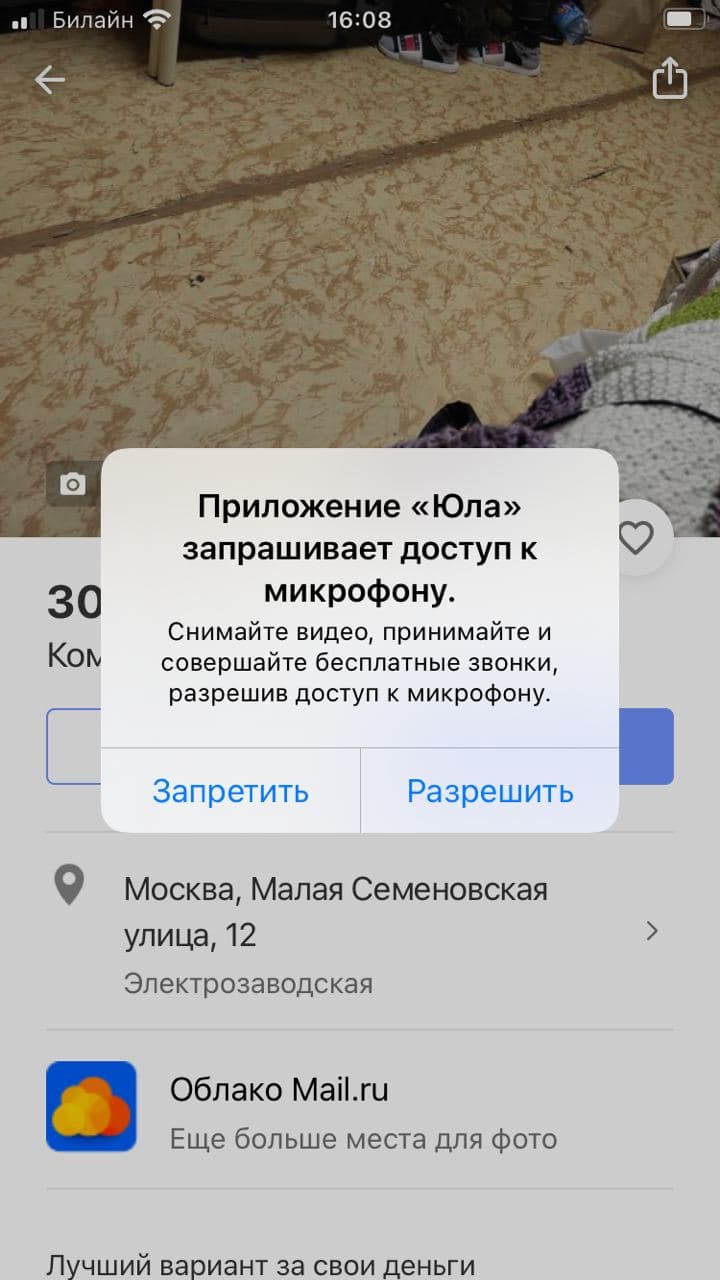 Билайн 16:08
Приложение «Юла»
запрашивает доступ к
микрофону.
Снимайте видео, принимайте и
совершайте бесплатные звонки,
разрешив доступ к микрофону.
Запретить Разрешить
30
Ком
Москва, Малая Семеновская
улица, 12
Электрозаводская
Облако Mail.ru
Еще больше места для фото
Лучший вариант за свои деньги